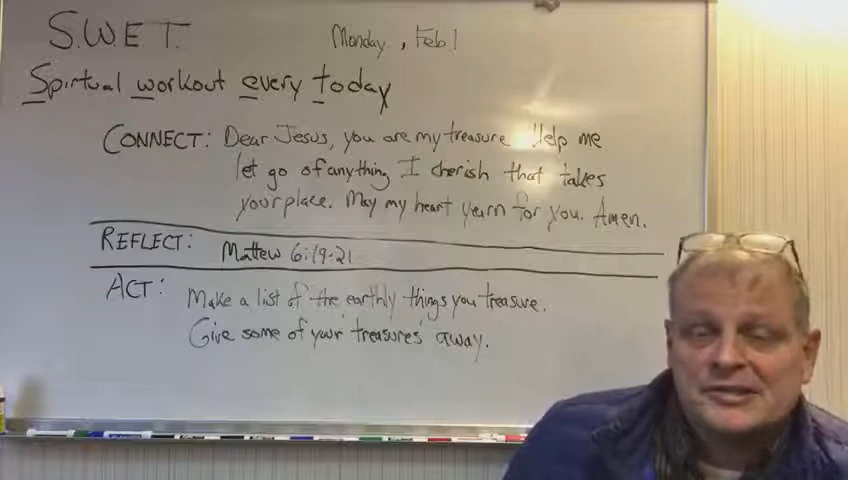 S.W.E.T.
Monday, Feb 1
Spirtual workout every today
CONNECT: Dear Jesus, you are my treasure. Help me
let go of anything I cherish that takes
your place. May my heart yearn for you. Amen.
REFLECT: Mattew 6:19-21
ACT: Make a list of the earthly things you treasure.
Give some of your 'treasures' away.